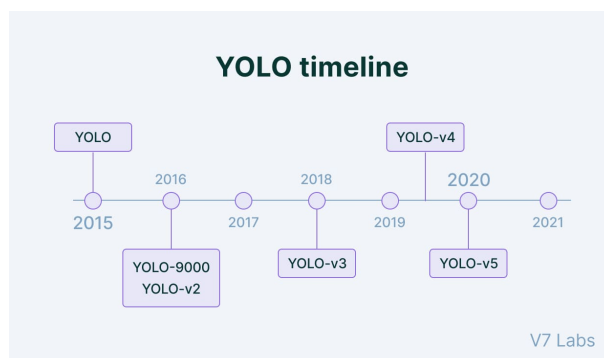 YOLO timeline
YOLO
YOLO-v4
2016
2018
2020
2015
2017
2019
2021
YOLO-9000
YOLO-v2
YOLO-v3
YOLO-v5
V7 Labs